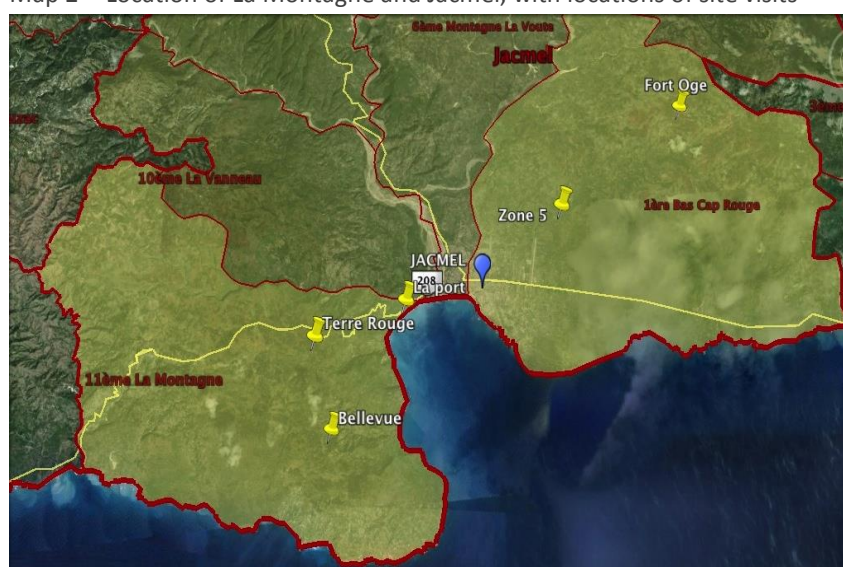 Map 2 – Location of La Montagne and Jacmel, with locations of site visits
5ème Montagne La Voute
Jacmel
Fort Oge
10ème La Vanneau
Zone 5
1ère Bas Cap Rouge
JACMEL
208
La port
Terre Rouge
11ème La Montagne
Bellevue